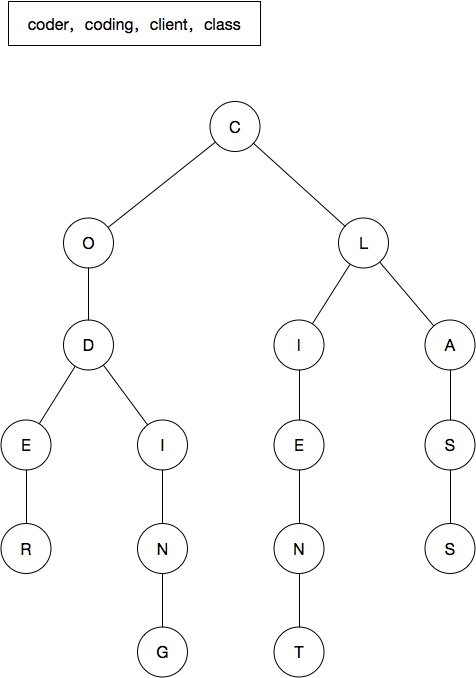 coder, coding, client, class
C
O L
D I A
E I E S
R N N S
G T